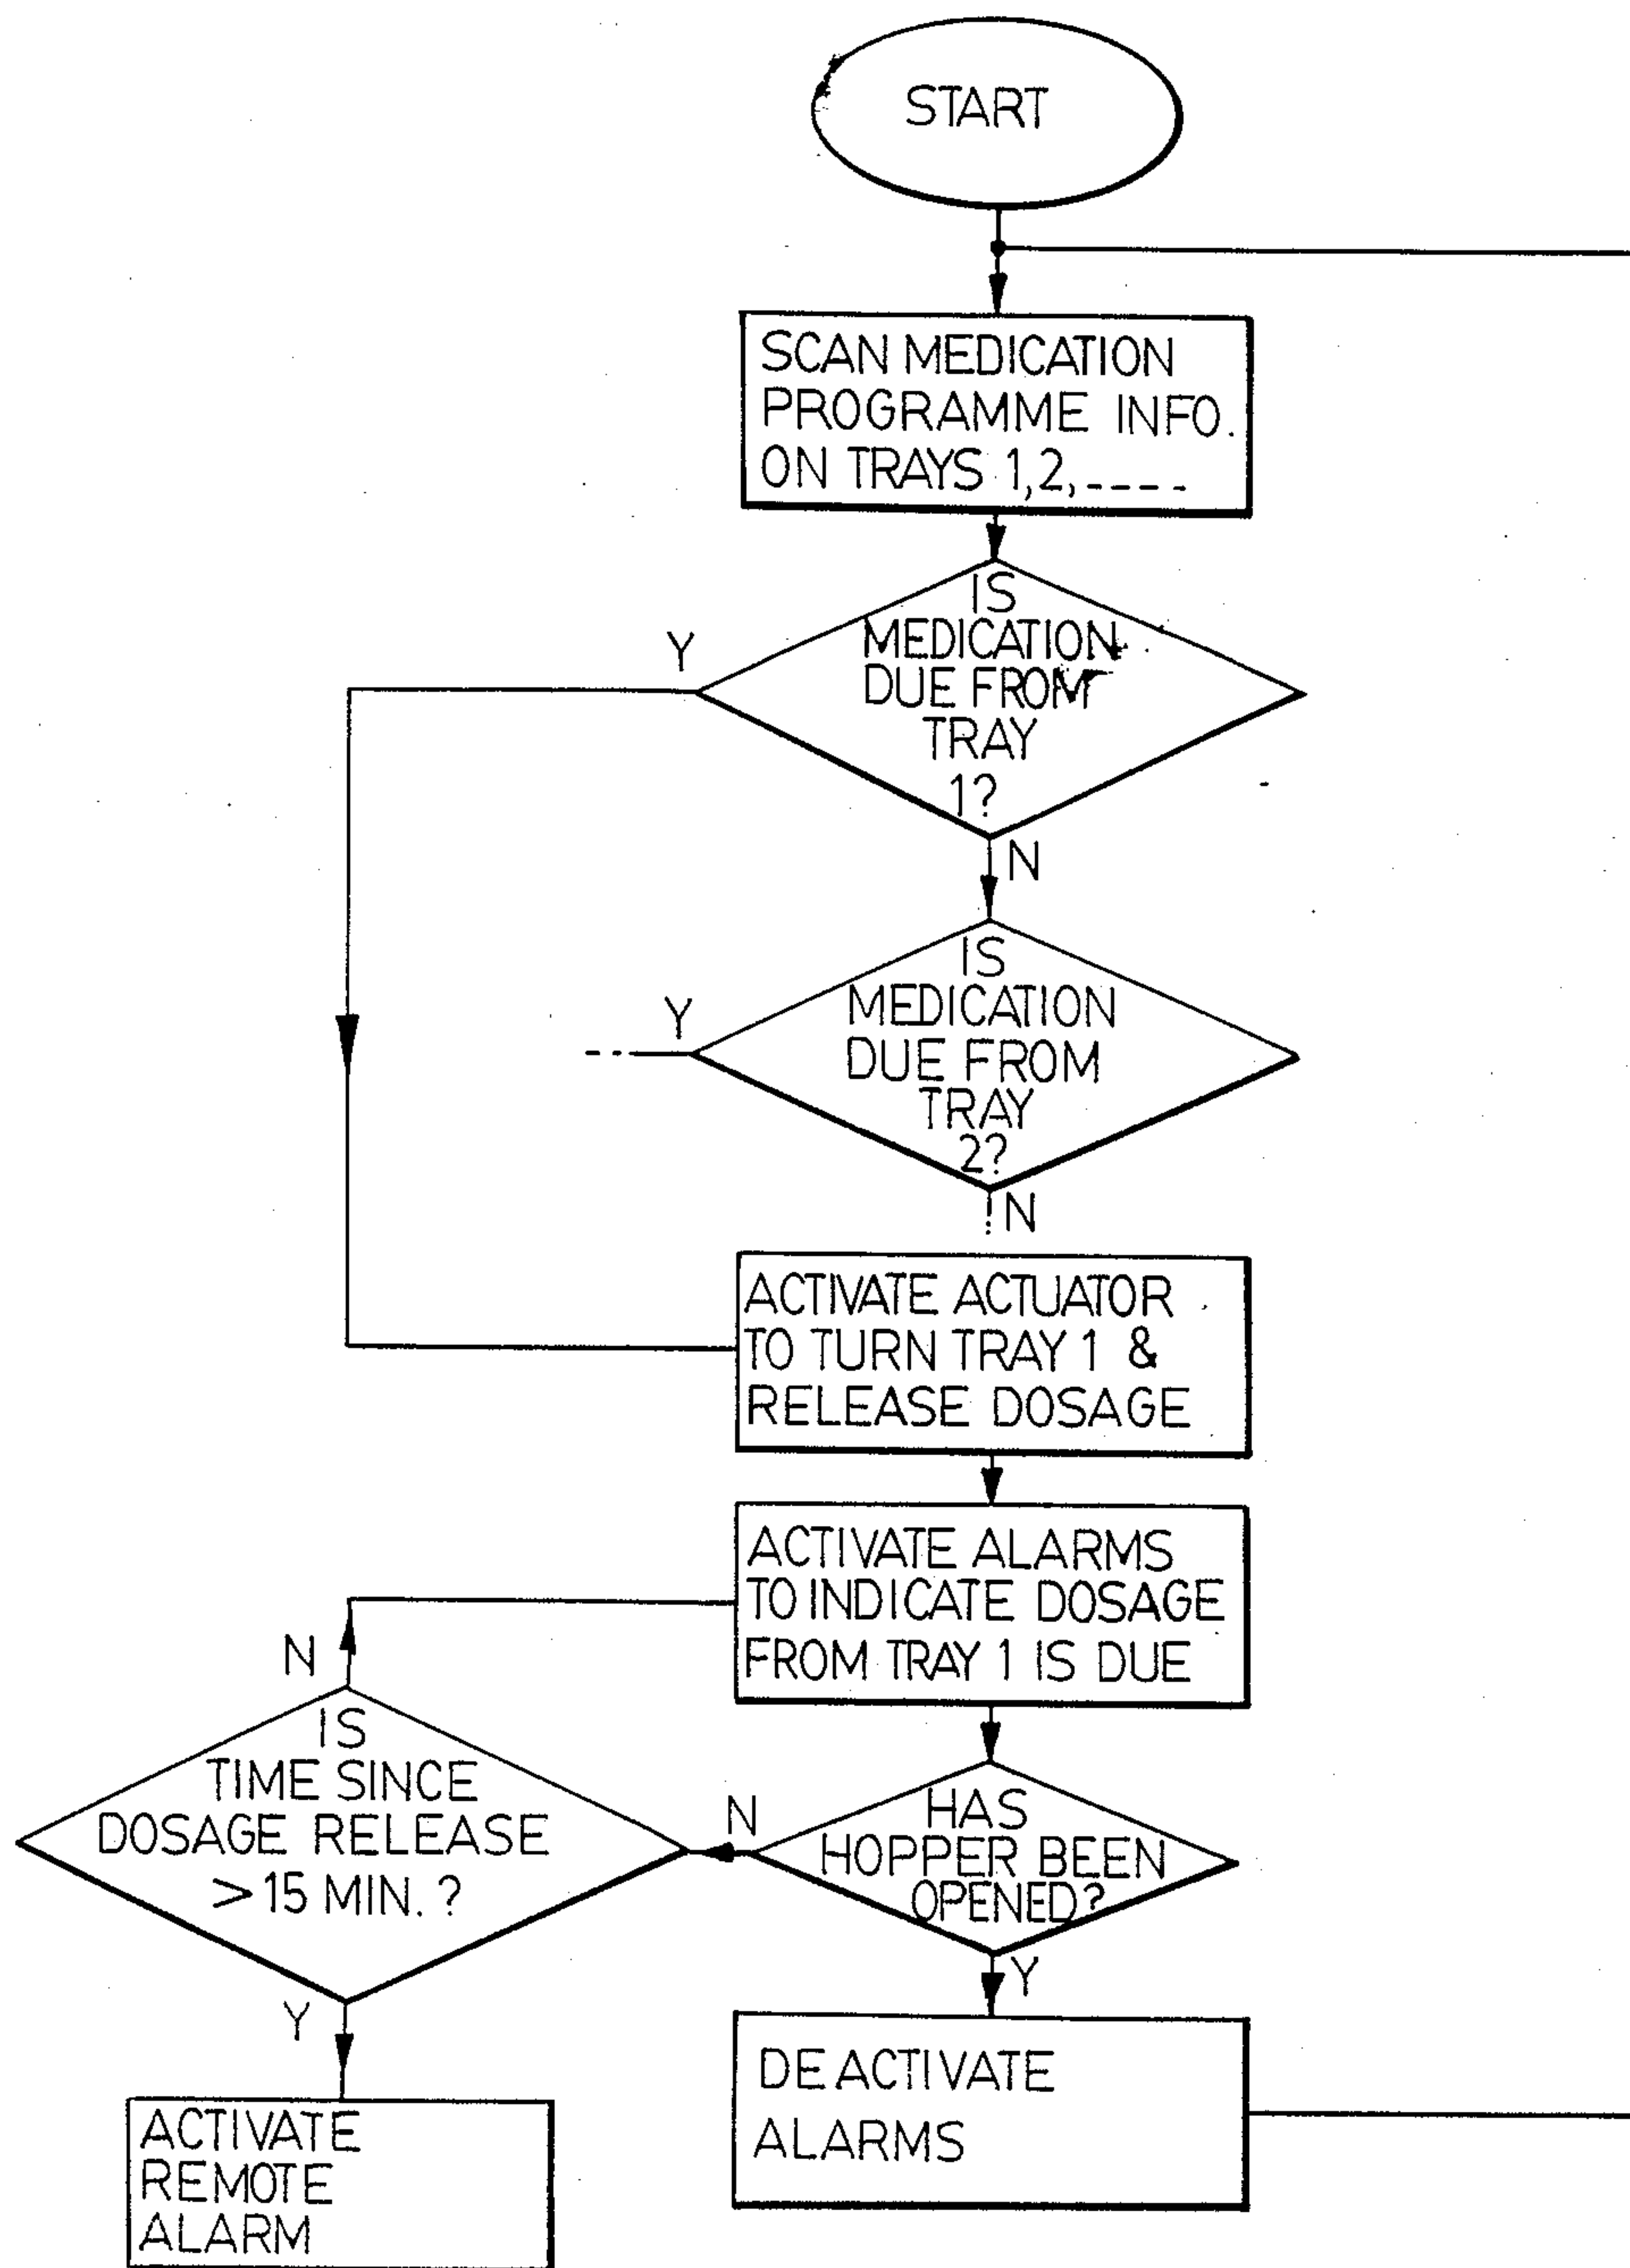 START
SCAN MEDICATION
PROGRAMME INFO.
ON TRAYS 1,2,----
IS
MEDICATION
DUE FROM
TRAY
1?
Y
N
IS
MEDICATION
DUE FROM
TRAY
2?
Y
N
ACTIVATE ACTUATOR
TO TURN TRAY 1 &
RELEASE DOSAGE
ACTIVATE ALARMS
TO INDICATE DOSAGE
FROM TRAY 1 IS DUE
N
IS
TIME SINCE
DOSAGE RELEASE
>15 MIN.?
N
HAS
HOPPER BEEN
OPENED?
Y
Y
DEACTIVATE
ALARMS
ACTIVATE
REMOTE
ALARM